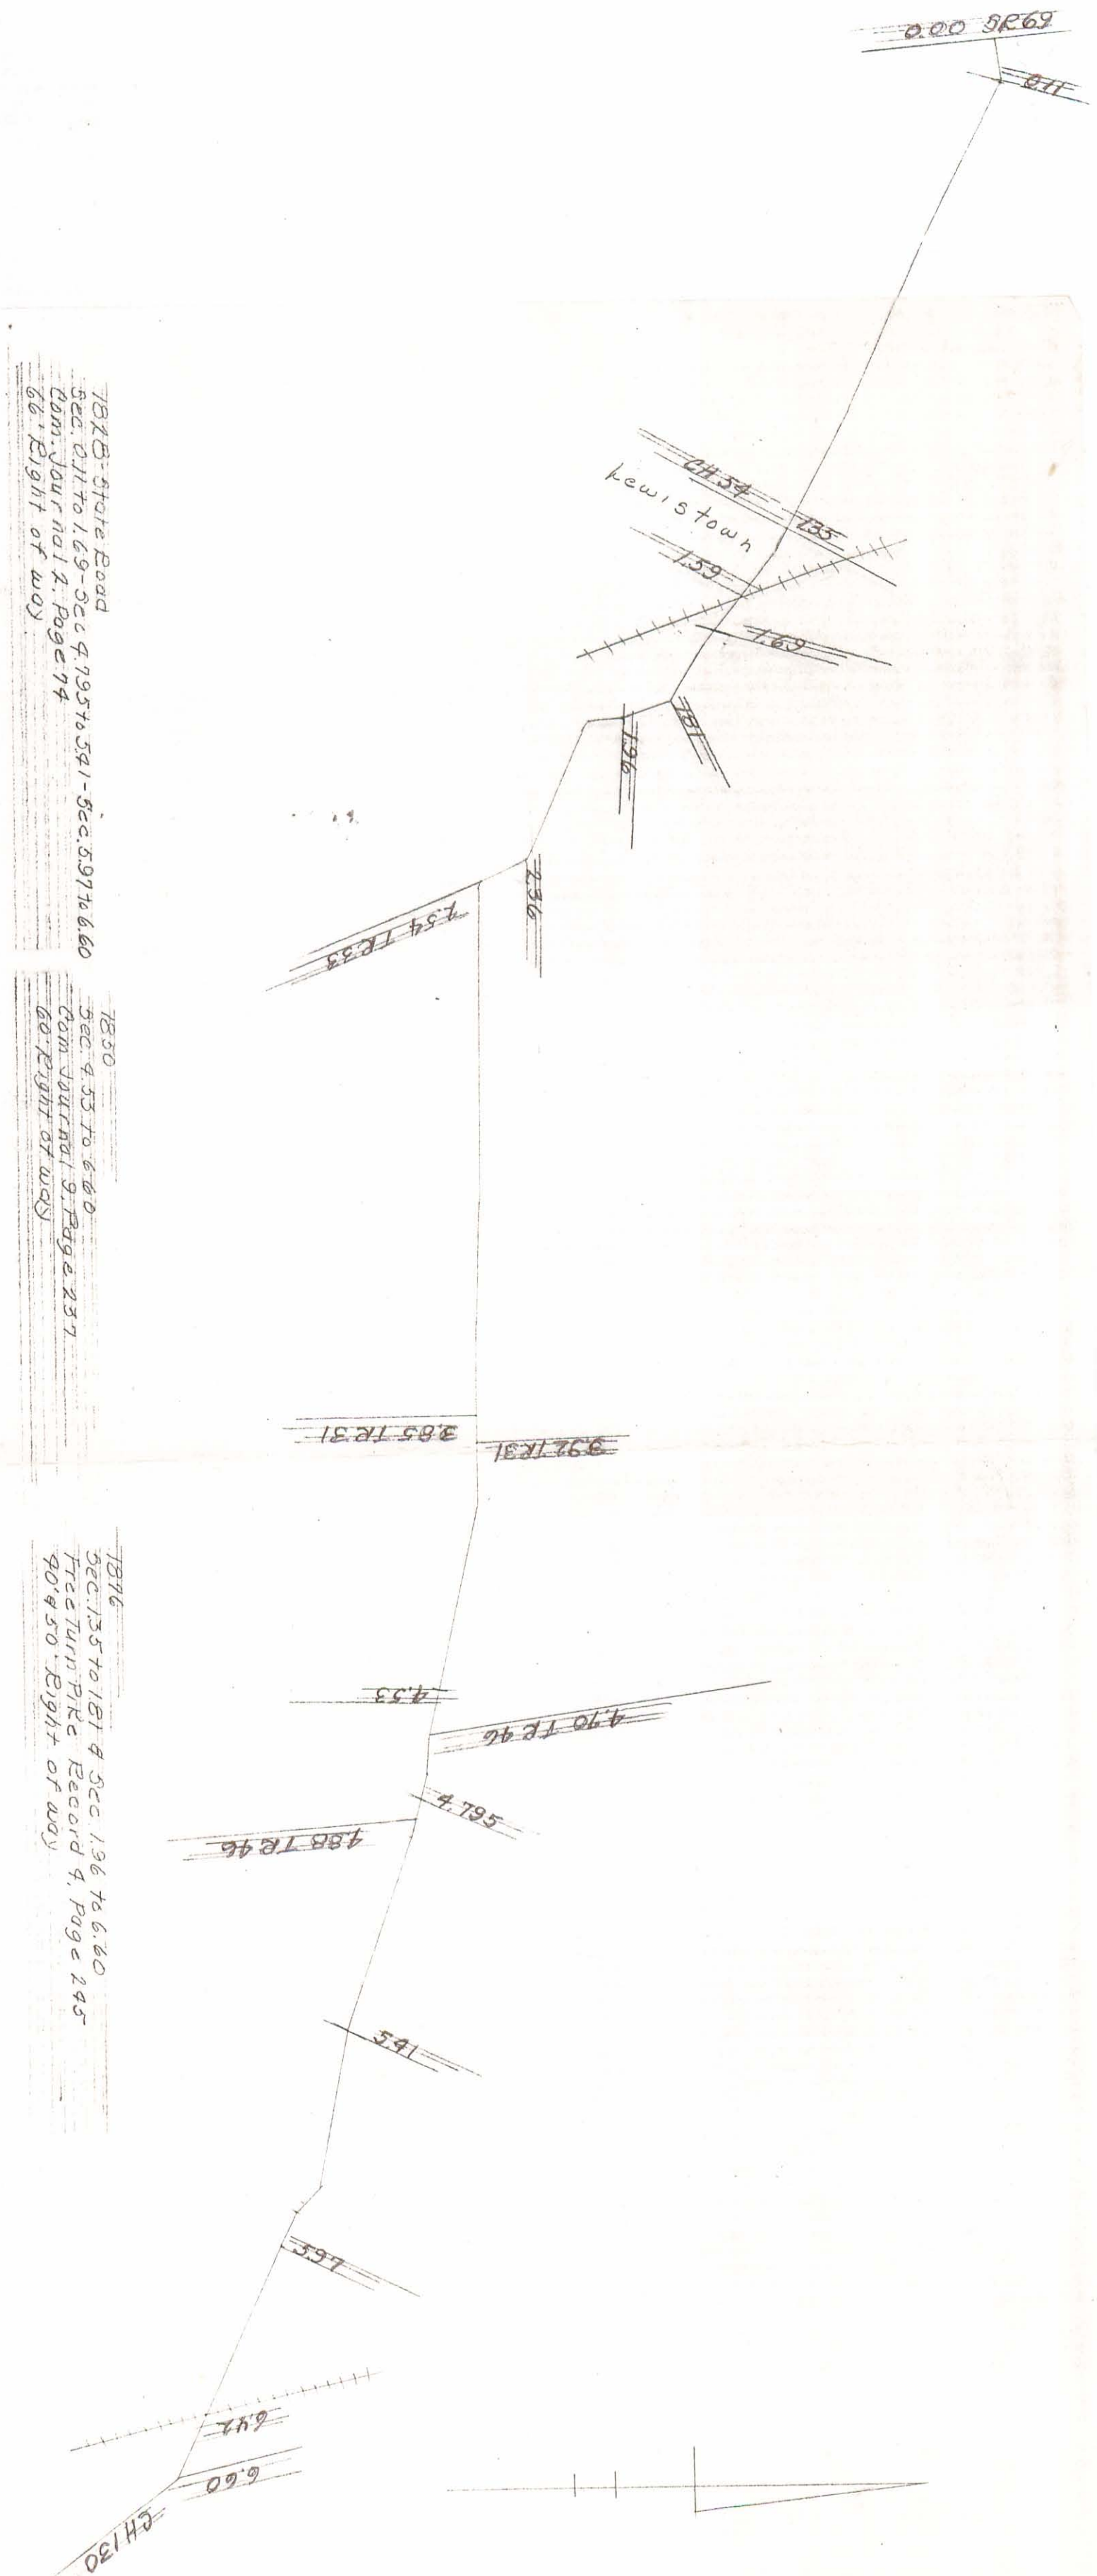 0.00 SR69
0.11
CH.54
1.35
Lewistown
1.59
1.69
1.81
1.96
2.36
2.54 TR 33
3.85 TR 31
3.92 TR 31
4.53
4.70 TR 46
4.795
4.88 TR 46
5.41
5.97
6.42
6.60
CH 130
1828-State Road
Sec. 0.11 to 1.69-Sec 4.795 to 5.41-Sec. 5.97 to 6.60
Com. Journal 2, Page 74
66' Right of way
1850
Sec. 4.53 to 6.60
Com Journal 9, Page 237
60' Right of way
1876
Sec. 1.35 to 1.81 & Sec 1.96 to 6.60
Free Turn Pike Record 4, Page 245
40' & 50' Right of way